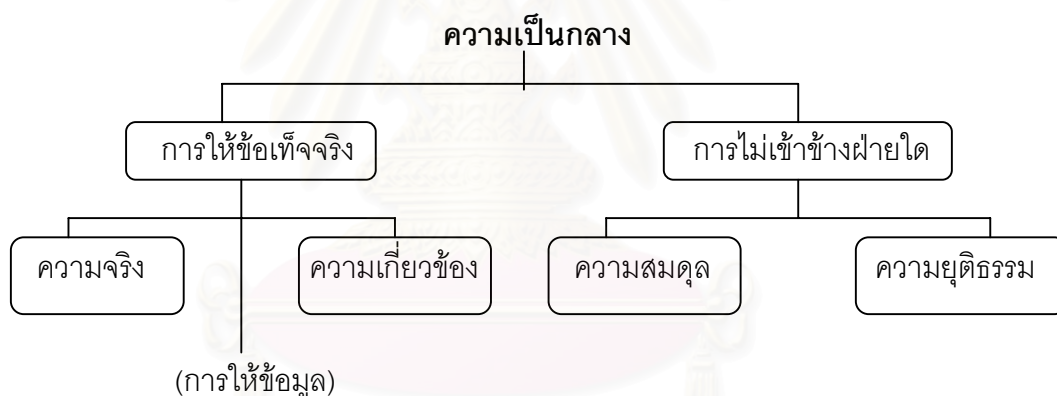 ความเป็นกลาง
การให้ข้อเท็จจริง
การไม่เข้าข้างฝ่ายใด
ความจริง
ความเกี่ยวข้อง
ความสมดุล
ความยุติธรรม
(การให้ข้อมูล)